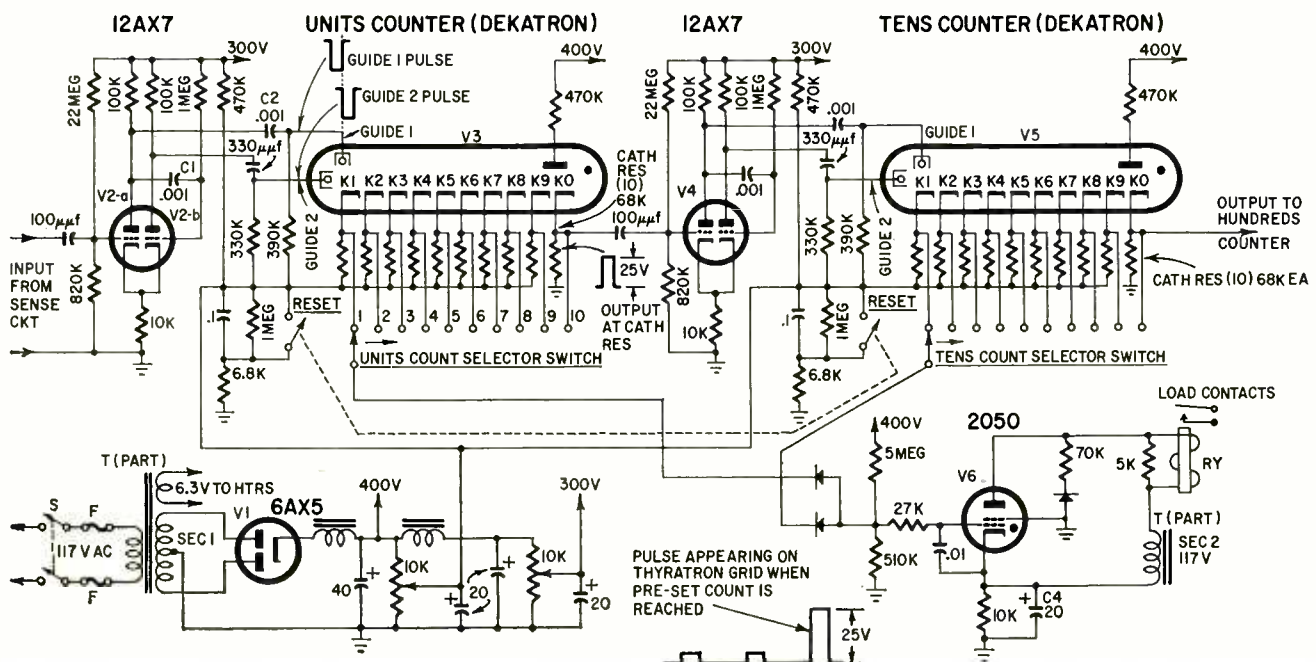 12AX7
UNITS COUNTER (DEKATRON)
12AX7
TENS COUNTER (DEKATRON)
300V
GUIDE 1 PULSE
400V
300V
400V
22MEG
100K
100K
1MEG
470K
C2
.001
GUIDE 2 PULSE
GUIDE 1
V3
470K
22MEG
100K
100K
1MEG
470K
.001
GUIDE 1
V5
470K
330µµf
330µµf
C1
.001
V2-a
V2-b
K1 K2 K3 K4 K5 K6 K7 K8 K9 K0
CATH
RES
(10)
68K
V4
.001
K1 K2 K3 K4 K5 K6 K7 K8 K9 K0
100µµf
330K
390K
GUIDE 2
100µµf
330K
390K
GUIDE 2
OUTPUT TO
HUNDREDS
COUNTER
INPUT
FROM
SENSE
CKT
820K
10K
.1
1MEG
RESET
25V
OUTPUT
AT CATH
RES
820K
10K
.1
1MEG
RESET
CATH RES (10) 68K EA
1 2 3 4 5 6 7 8 9 10
UNITS COUNT SELECTOR SWITCH
TENS COUNT SELECTOR SWITCH
6.8K
6.8K
LOAD CONTACTS
T (PART)
6.3V TO HTRS
6AX5
V1
400V
300V
400V
5MEG
2050
V6
70K
5K
RY
S
F
117V AC
F
SEC 1
27K
.01
T (PART)
SEC 2
117V
40
10K
20
10K
20
PULSE APPEARING ON
THYRATRON GRID WHEN
PRE-SET COUNT IS
REACHED
510K
10K
C4
20
25V